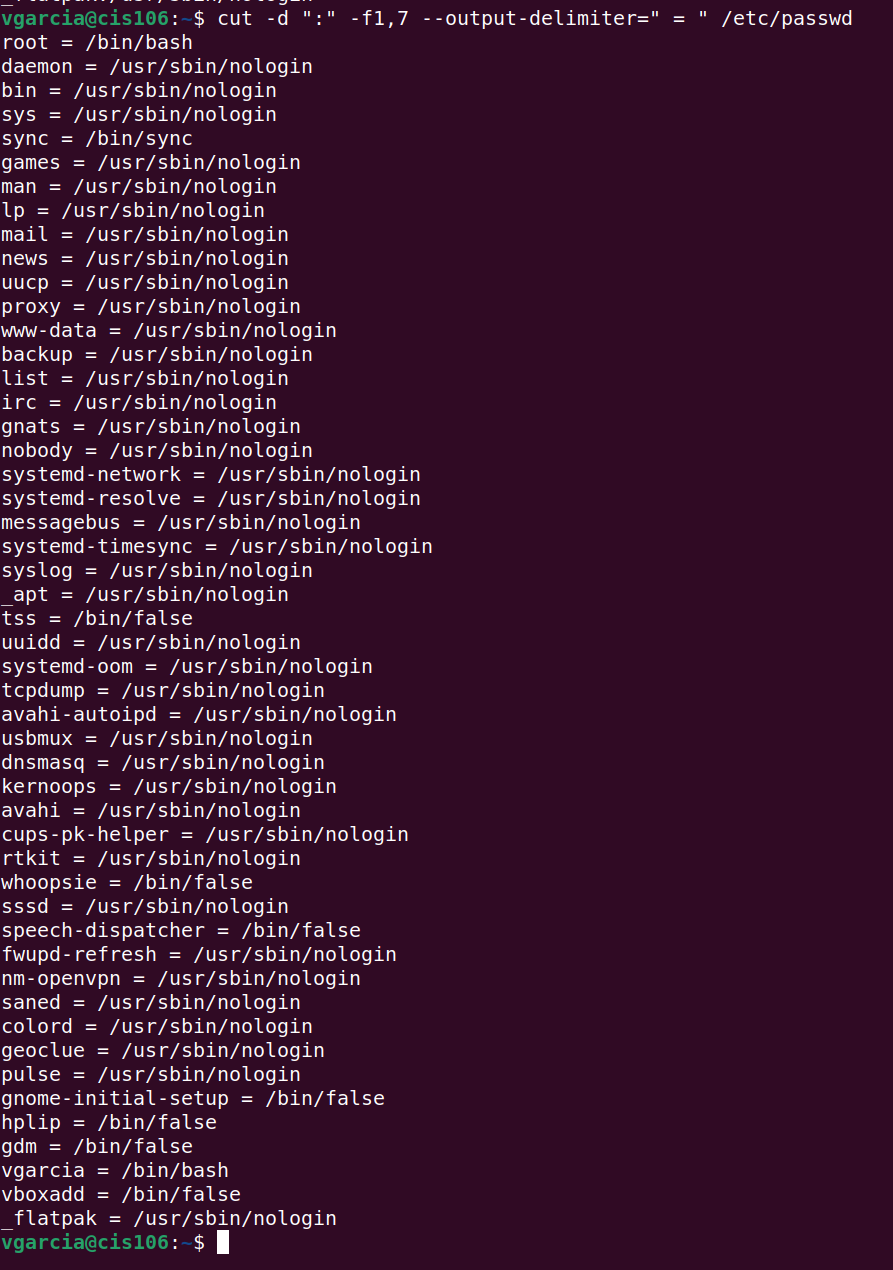 vgarcia@cis106:~$ cut -d ":" -f1,7 --output-delimiter=" = " /etc/passwd
root = /bin/bash
daemon = /usr/sbin/nologin
bin = /usr/sbin/nologin
sys = /usr/sbin/nologin
sync = /bin/sync
games = /usr/sbin/nologin
man = /usr/sbin/nologin
lp = /usr/sbin/nologin
mail = /usr/sbin/nologin
news = /usr/sbin/nologin
uucp = /usr/sbin/nologin
proxy = /usr/sbin/nologin
www-data = /usr/sbin/nologin
backup = /usr/sbin/nologin
list = /usr/sbin/nologin
irc = /usr/sbin/nologin
gnats = /usr/sbin/nologin
nobody = /usr/sbin/nologin
systemd-network = /usr/sbin/nologin
systemd-resolve = /usr/sbin/nologin
messagebus = /usr/sbin/nologin
systemd-timesync = /usr/sbin/nologin
syslog = /usr/sbin/nologin
_apt = /usr/sbin/nologin
tss = /bin/false
uuidd = /usr/sbin/nologin
systemd-oom = /usr/sbin/nologin
tcpdump = /usr/sbin/nologin
avahi-autoipd = /usr/sbin/nologin
usbmux = /usr/sbin/nologin
dnsmasq = /usr/sbin/nologin
kernoops = /usr/sbin/nologin
avahi = /usr/sbin/nologin
cups-pk-helper = /usr/sbin/nologin
rtkit = /usr/sbin/nologin
whoopsie = /bin/false
sssd = /usr/sbin/nologin
speech-dispatcher = /bin/false
fwupd-refresh = /usr/sbin/nologin
nm-openvpn = /usr/sbin/nologin
saned = /usr/sbin/nologin
colord = /usr/sbin/nologin
geoclue = /usr/sbin/nologin
pulse = /usr/sbin/nologin
gnome-initial-setup = /bin/false
hplip = /bin/false
gdm = /bin/false
vgarcia = /bin/bash
vboxadd = /bin/false
_flatpak = /usr/sbin/nologin
vgarcia@cis106:~$